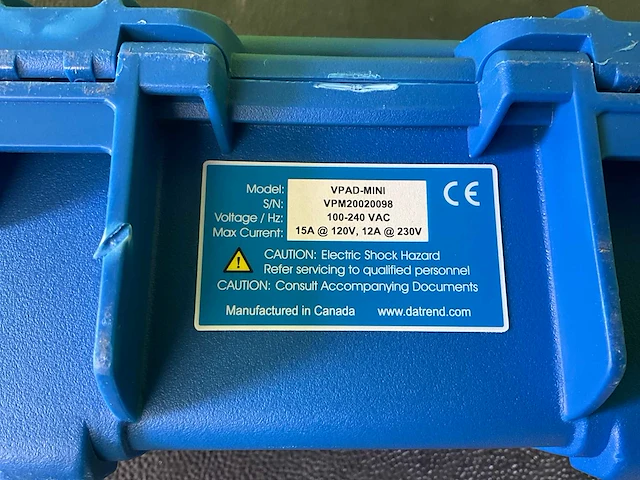 Model: VPAD-MINI CE
S/N: VPM20020098
Voltage / Hz: 100-240 VAC
Max Current: 15A @ 120V, 12A @ 230V
CAUTION: Electric Shock Hazard
Refer servicing to qualified personnel
CAUTION: Consult Accompanying Documents
Manufactured in Canada www.datrend.com